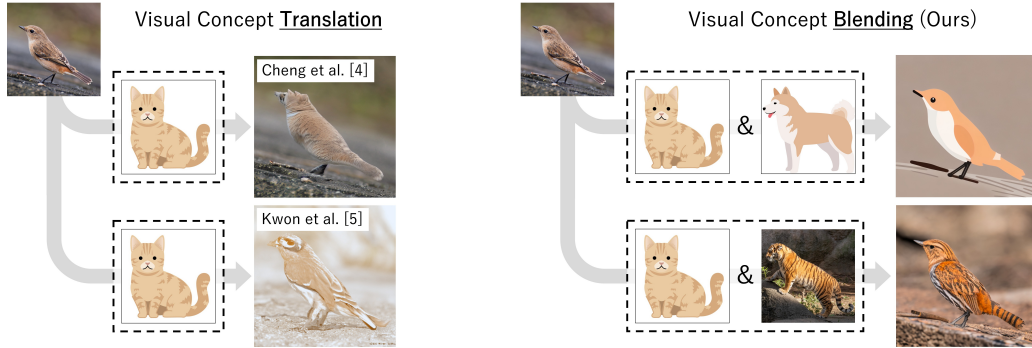 Visual Concept Translation
Cheng et al. [4]
Kwon et al. [5]
Visual Concept Blending (Ours)
&
&